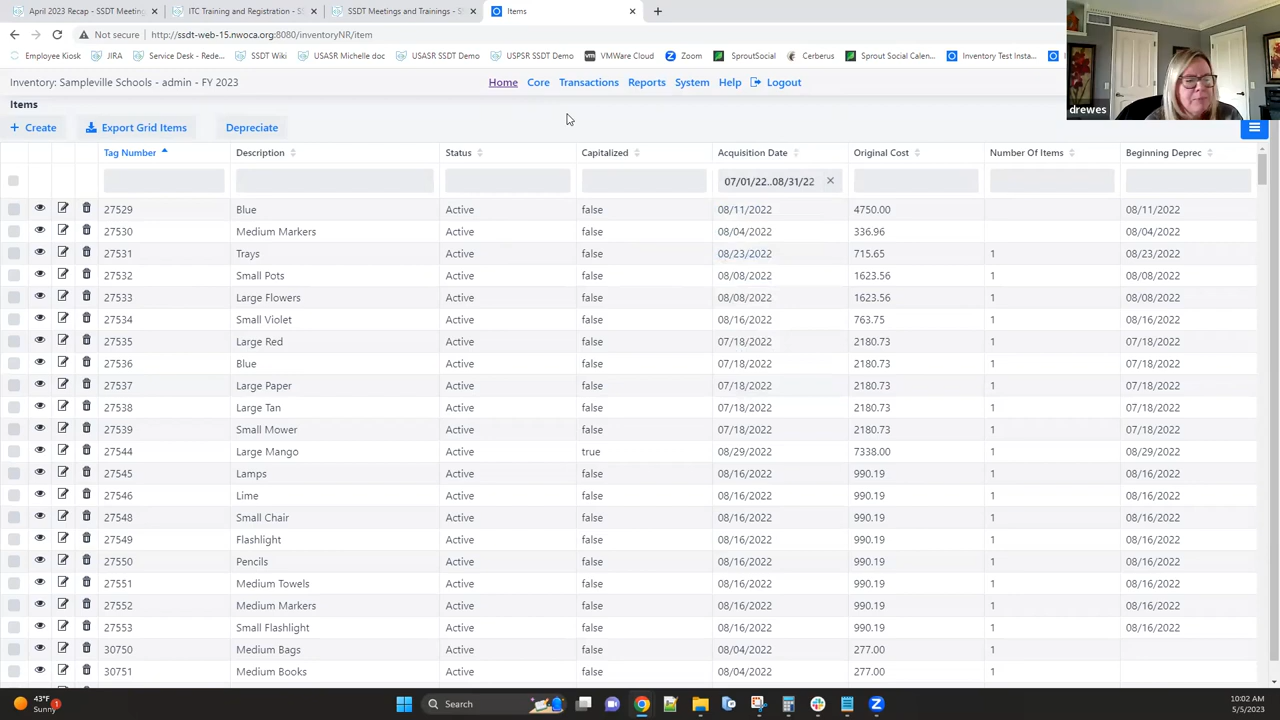 April 2023 Recap - SSDT Meeting: ITC Training and Registration - SSDT SSDT Meetings and Trainings - SSDT Items
Not secure http://ssdt-web-15.nwoca.org:8080/inventoryNR/item
Employee Kiosk JIRA Service Desk - Rede... SSDT Wiki USASR Michelle doc USASR SSDT Demo USPSR SSDT Demo VMWare Cloud Zoom SproutSocial Cerberus Sprout Social Calen... Inventory Test Insta...
Inventory: Sampleville Schools - admin - FY 2023 Home Core Transactions Reports System Help Logout
drewes
Items
+ Create Export Grid Items Depreciate
Tag Number Description Status Capitalized Acquisition Date Original Cost Number Of Items Beginning Deprec
07/01/22..08/31/22 ×
27529 Blue Active false 08/11/2022 4750.00 08/11/2022
27530 Medium Markers Active false 08/04/2022 336.96 08/04/2022
27531 Trays Active false 08/23/2022 715.65 1 08/23/2022
27532 Small Pots Active false 08/08/2022 1623.56 1 08/08/2022
27533 Large Flowers Active false 08/08/2022 1623.56 1 08/08/2022
27534 Small Violet Active false 08/16/2022 763.75 1 08/16/2022
27535 Large Red Active false 07/18/2022 2180.73 1 07/18/2022
27536 Blue Active false 07/18/2022 2180.73 1 07/18/2022
27537 Large Paper Active false 07/18/2022 2180.73 1 07/18/2022
27538 Large Tan Active false 07/18/2022 2180.73 1 07/18/2022
27539 Small Mower Active false 07/18/2022 2180.73 1 07/18/2022
27544 Large Mango Active true 08/29/2022 7338.00 1 08/29/2022
27545 Lamps Active false 08/16/2022 990.19 1 08/16/2022
27546 Lime Active false 08/16/2022 990.19 1 08/16/2022
27548 Small Chair Active false 08/16/2022 990.19 1 08/16/2022
27549 Flashlight Active false 08/16/2022 990.19 1 08/16/2022
27550 Pencils Active false 08/16/2022 990.19 1 08/16/2022
27551 Medium Towels Active false 08/16/2022 990.19 1 08/16/2022
27552 Medium Markers Active false 08/16/2022 990.19 1 08/16/2022
27553 Small Flashlight Active false 08/16/2022 990.19 1 08/16/2022
30750 Medium Bags Active false 08/04/2022 277.00 1
30751 Medium Books Active false 08/04/2022 277.00 1
43°F
Sunny
Search
10:02 AM
5/5/2023